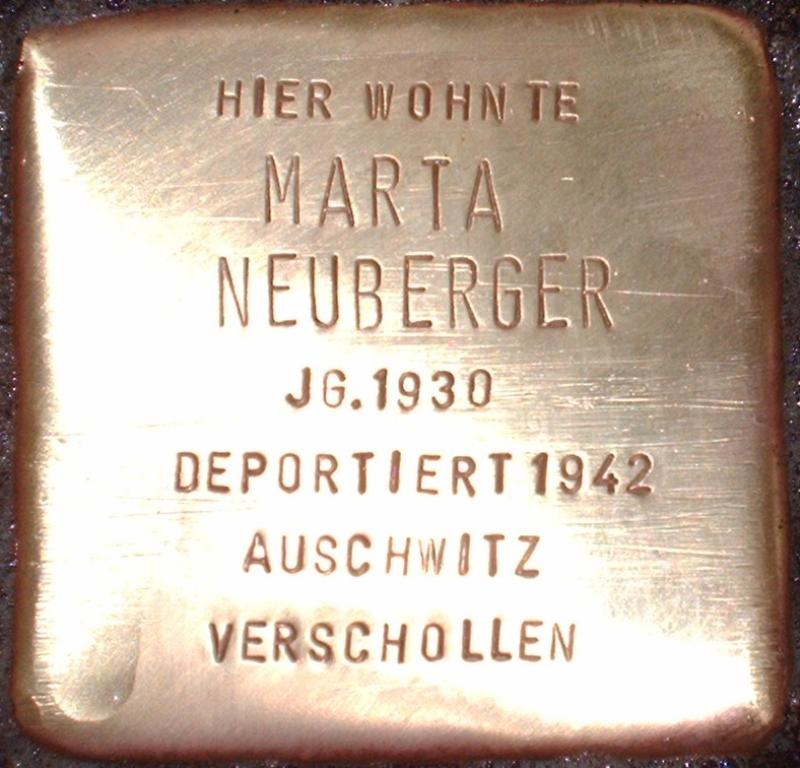 HIER WOHNTE
MARTA
NEUBERGER
JG.1930
DEPORTIERT 1942
AUSCHWITZ
VERSCHOLLEN